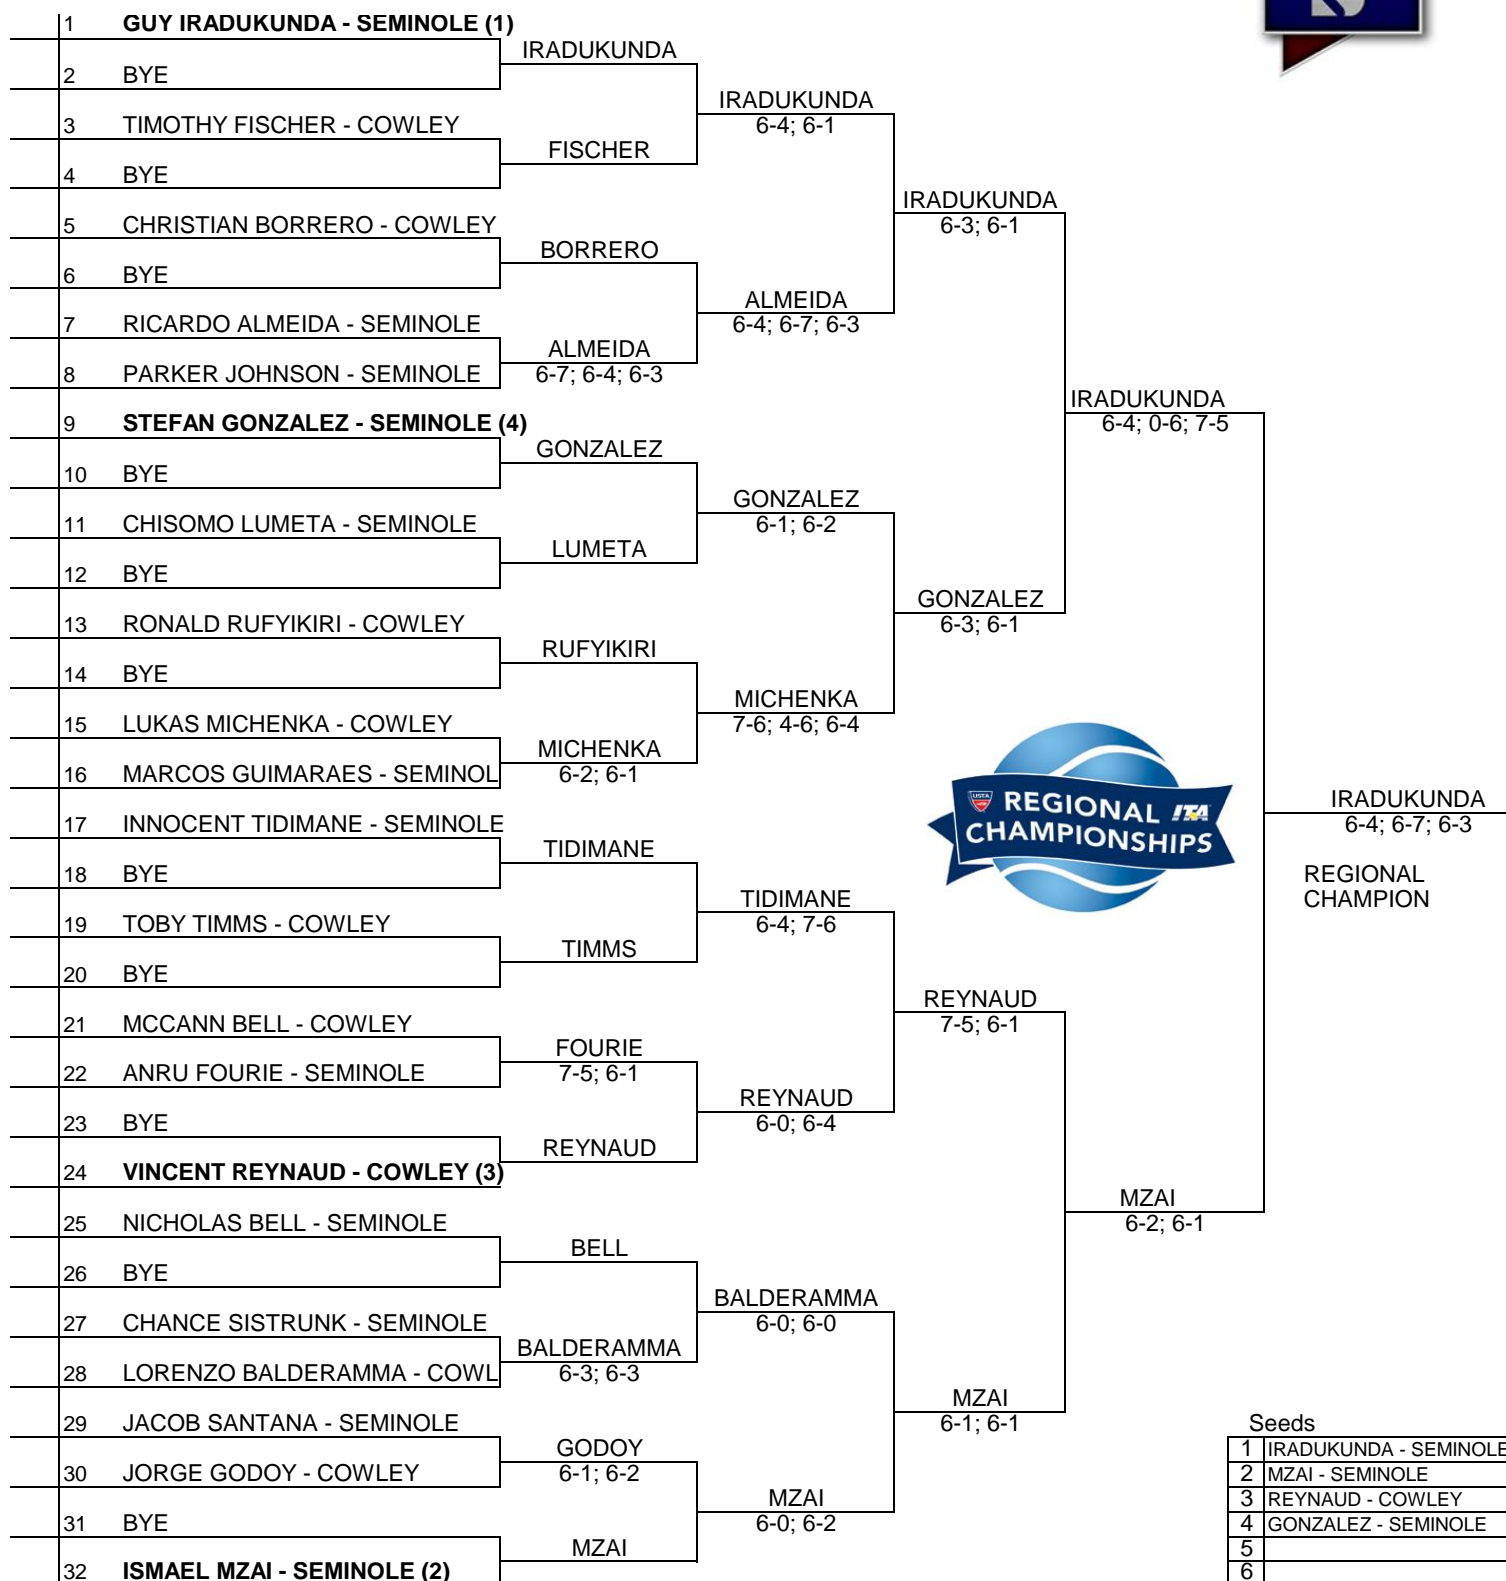 1 GUY IRADUKUNDA - SEMINOLE (1)
IRADUKUNDA
2 BYE
IRADUKUNDA
6-4; 6-1
3 TIMOTHY FISCHER - COWLEY
FISCHER
4 BYE
IRADUKUNDA
6-3; 6-1
5 CHRISTIAN BORRERO - COWLEY
BORRERO
6 BYE
ALMEIDA
6-4; 6-7; 6-3
7 RICARDO ALMEIDA - SEMINOLE
ALMEIDA
6-7; 6-4; 6-3
8 PARKER JOHNSON - SEMINOLE
IRADUKUNDA
6-4; 0-6; 7-5
9 STEFAN GONZALEZ - SEMINOLE (4)
GONZALEZ
10 BYE
GONZALEZ
6-1; 6-2
11 CHISOMO LUMETA - SEMINOLE
LUMETA
12 BYE
GONZALEZ
6-3; 6-1
13 RONALD RUFYIKIRI - COWLEY
RUFYIKIRI
14 BYE
MICHENKA
7-6; 4-6; 6-4
15 LUKAS MICHENKA - COWLEY
MICHENKA
6-2; 6-1
16 MARCOS GUIMARAES - SEMINOL
USTA
REGIONAL ITA
CHAMPIONSHIPS
IRADUKUNDA
6-4; 6-7; 6-3
REGIONAL
CHAMPION
17 INNOCENT TIDIMANE - SEMINOLE
TIDIMANE
18 BYE
TIDIMANE
6-4; 7-6
19 TOBY TIMMS - COWLEY
TIMMS
20 BYE
REYNAUD
7-5; 6-1
21 MCCANN BELL - COWLEY
FOURIE
7-5; 6-1
22 ANRU FOURIE - SEMINOLE
REYNAUD
6-0; 6-4
23 BYE
REYNAUD
24 VINCENT REYNAUD - COWLEY (3)
MZAI
6-2; 6-1
25 NICHOLAS BELL - SEMINOLE
BELL
26 BYE
BALDERAMMA
6-0; 6-0
27 CHANCE SISTRUNK - SEMINOLE
BALDERAMMA
6-3; 6-3
28 LORENZO BALDERAMMA - COWL
MZAI
6-1; 6-1
29 JACOB SANTANA - SEMINOLE
GODOY
6-1; 6-2
30 JORGE GODOY - COWLEY
MZAI
6-0; 6-2
31 BYE
MZAI
32 ISMAEL MZAI - SEMINOLE (2)
Seeds
1 IRADUKUNDA - SEMINOLE
2 MZAI - SEMINOLE
3 REYNAUD - COWLEY
4 GONZALEZ - SEMINOLE
5
6